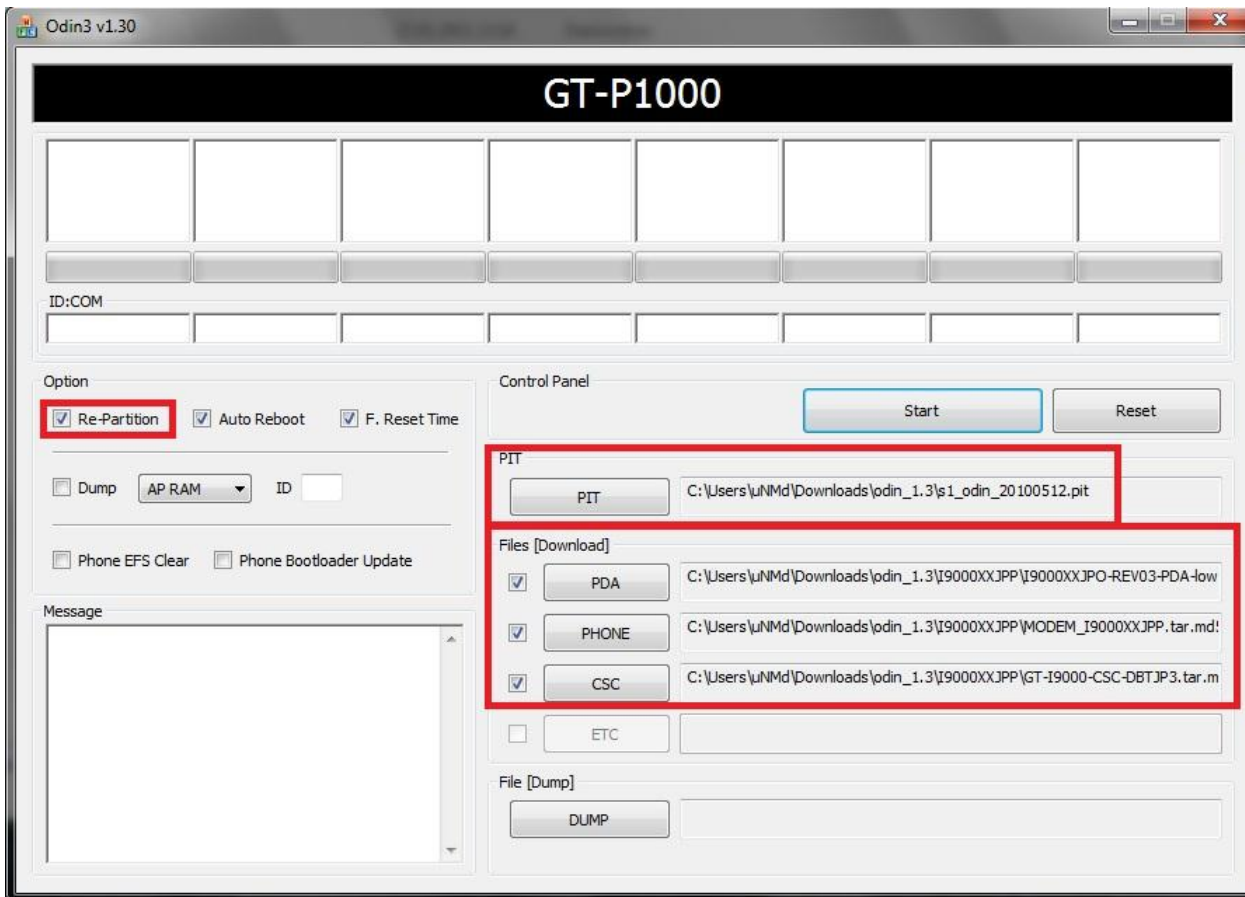 Odin3 v1.30
GT-P1000
ID:COM
Option
Re-Partition Auto Reboot F. Reset Time
Dump AP RAM ID
Phone EFS Clear Phone Bootloader Update
Message
Control Panel
Start Reset
PIT
PIT C:\Users\uNMd\Downloads\odin_1.3\s1_odin_20100512.pit
Files [Download]
PDA C:\Users\uNMd\Downloads\odin_1.3\I9000XXJPP\I9000XXJPO-REV03-PDA-low
PHONE C:\Users\uNMd\Downloads\odin_1.3\I9000XXJPP\MODEM_I9000XXJPP.tar.md5
CSC C:\Users\uNMd\Downloads\odin_1.3\I9000XXJPP\GT-I9000-CSC-DBTJP3.tar.m
ETC
File [Dump]
DUMP